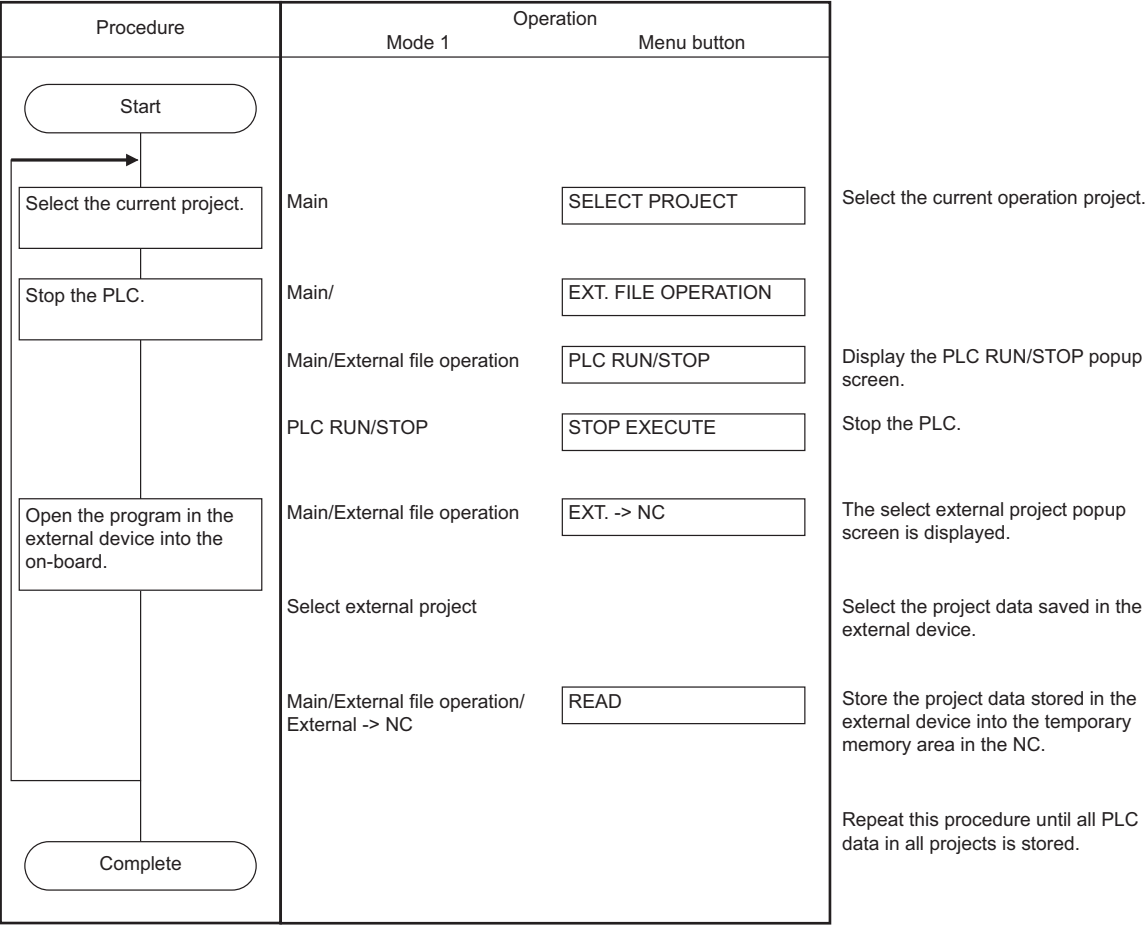 Procedure
Operation
Mode 1
Menu button
Start
Select the current project.
Main
SELECT PROJECT
Select the current operation project.
Stop the PLC.
Main/
EXT. FILE OPERATION
Main/External file operation
PLC RUN/STOP
Display the PLC RUN/STOP popup
screen.
PLC RUN/STOP
STOP EXECUTE
Stop the PLC.
Open the program in the
external device into the
on-board.
Main/External file operation
EXT. -> NC
The select external project popup
screen is displayed.
Select external project
Select the project data saved in the
external device.
Main/External file operation/
External -> NC
READ
Store the project data stored in the
external device into the temporary
memory area in the NC.
Repeat this procedure until all PLC
data in all projects is stored.
Complete